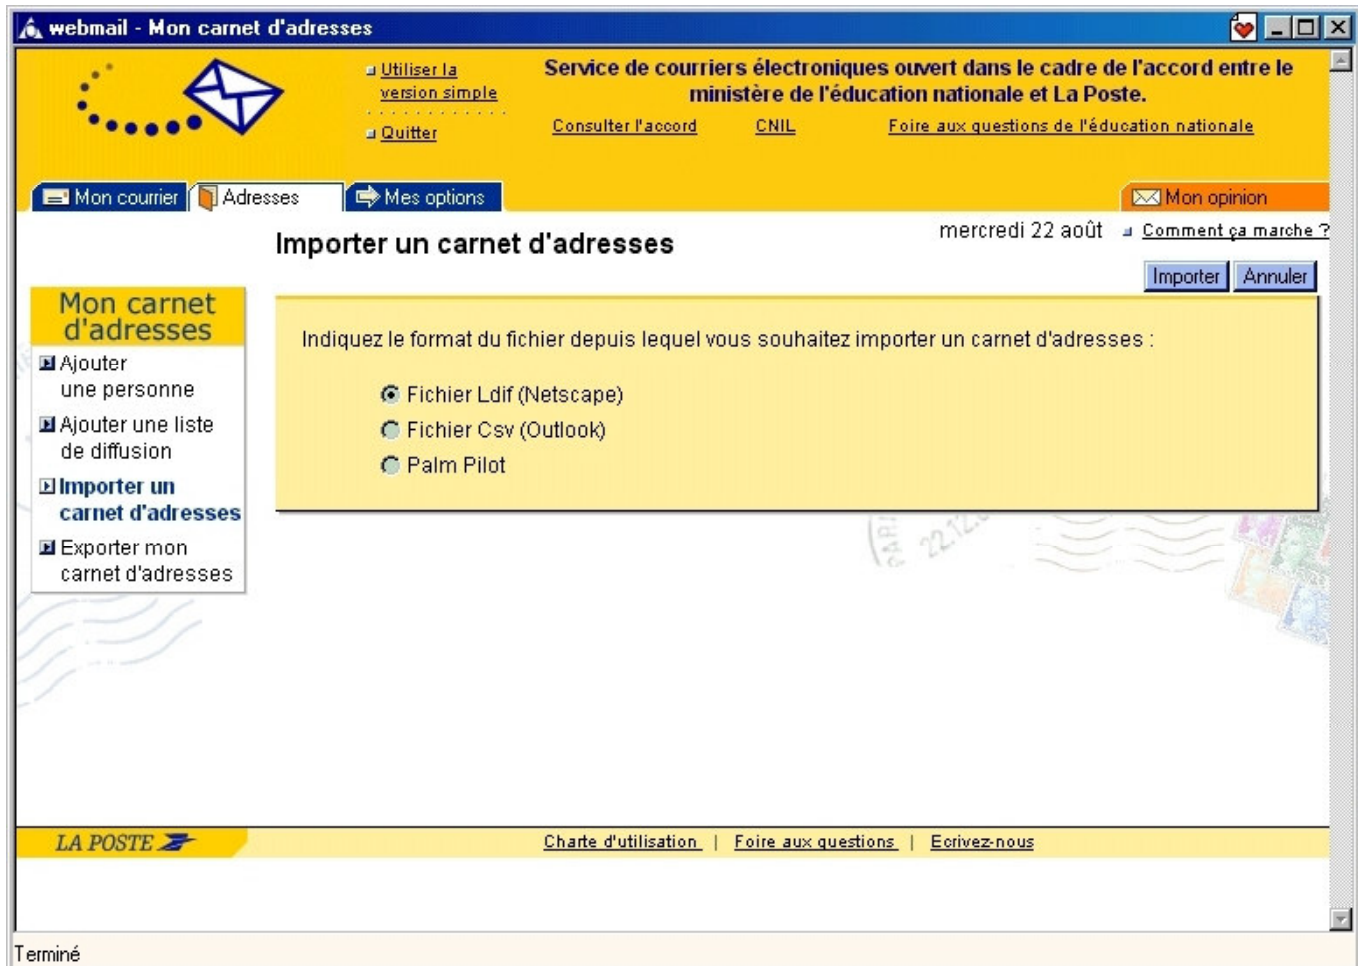 webmail - Mon carnet d'adresses
Utiliser la
version simple
Quitter
Service de courriers électroniques ouvert dans le cadre de l'accord entre le
ministère de l'éducation nationale et La Poste.
Consulter l'accord CNIL Foire aux questions de l'éducation nationale
Mon courrier Adresses Mes options Mon opinion
mercredi 22 août Comment ça marche ?
Importer un carnet d'adresses
Importer Annuler
Mon carnet
d'adresses
Ajouter
une personne
Ajouter une liste
de diffusion
Importer un
carnet d'adresses
Exporter mon
carnet d'adresses
Indiquez le format du fichier depuis lequel vous souhaitez importer un carnet d'adresses :
Fichier Ldif (Netscape)
Fichier Csv (Outlook)
Palm Pilot
LA POSTE
Charte d'utilisation | Foire aux questions | Ecrivez-nous
Terminé